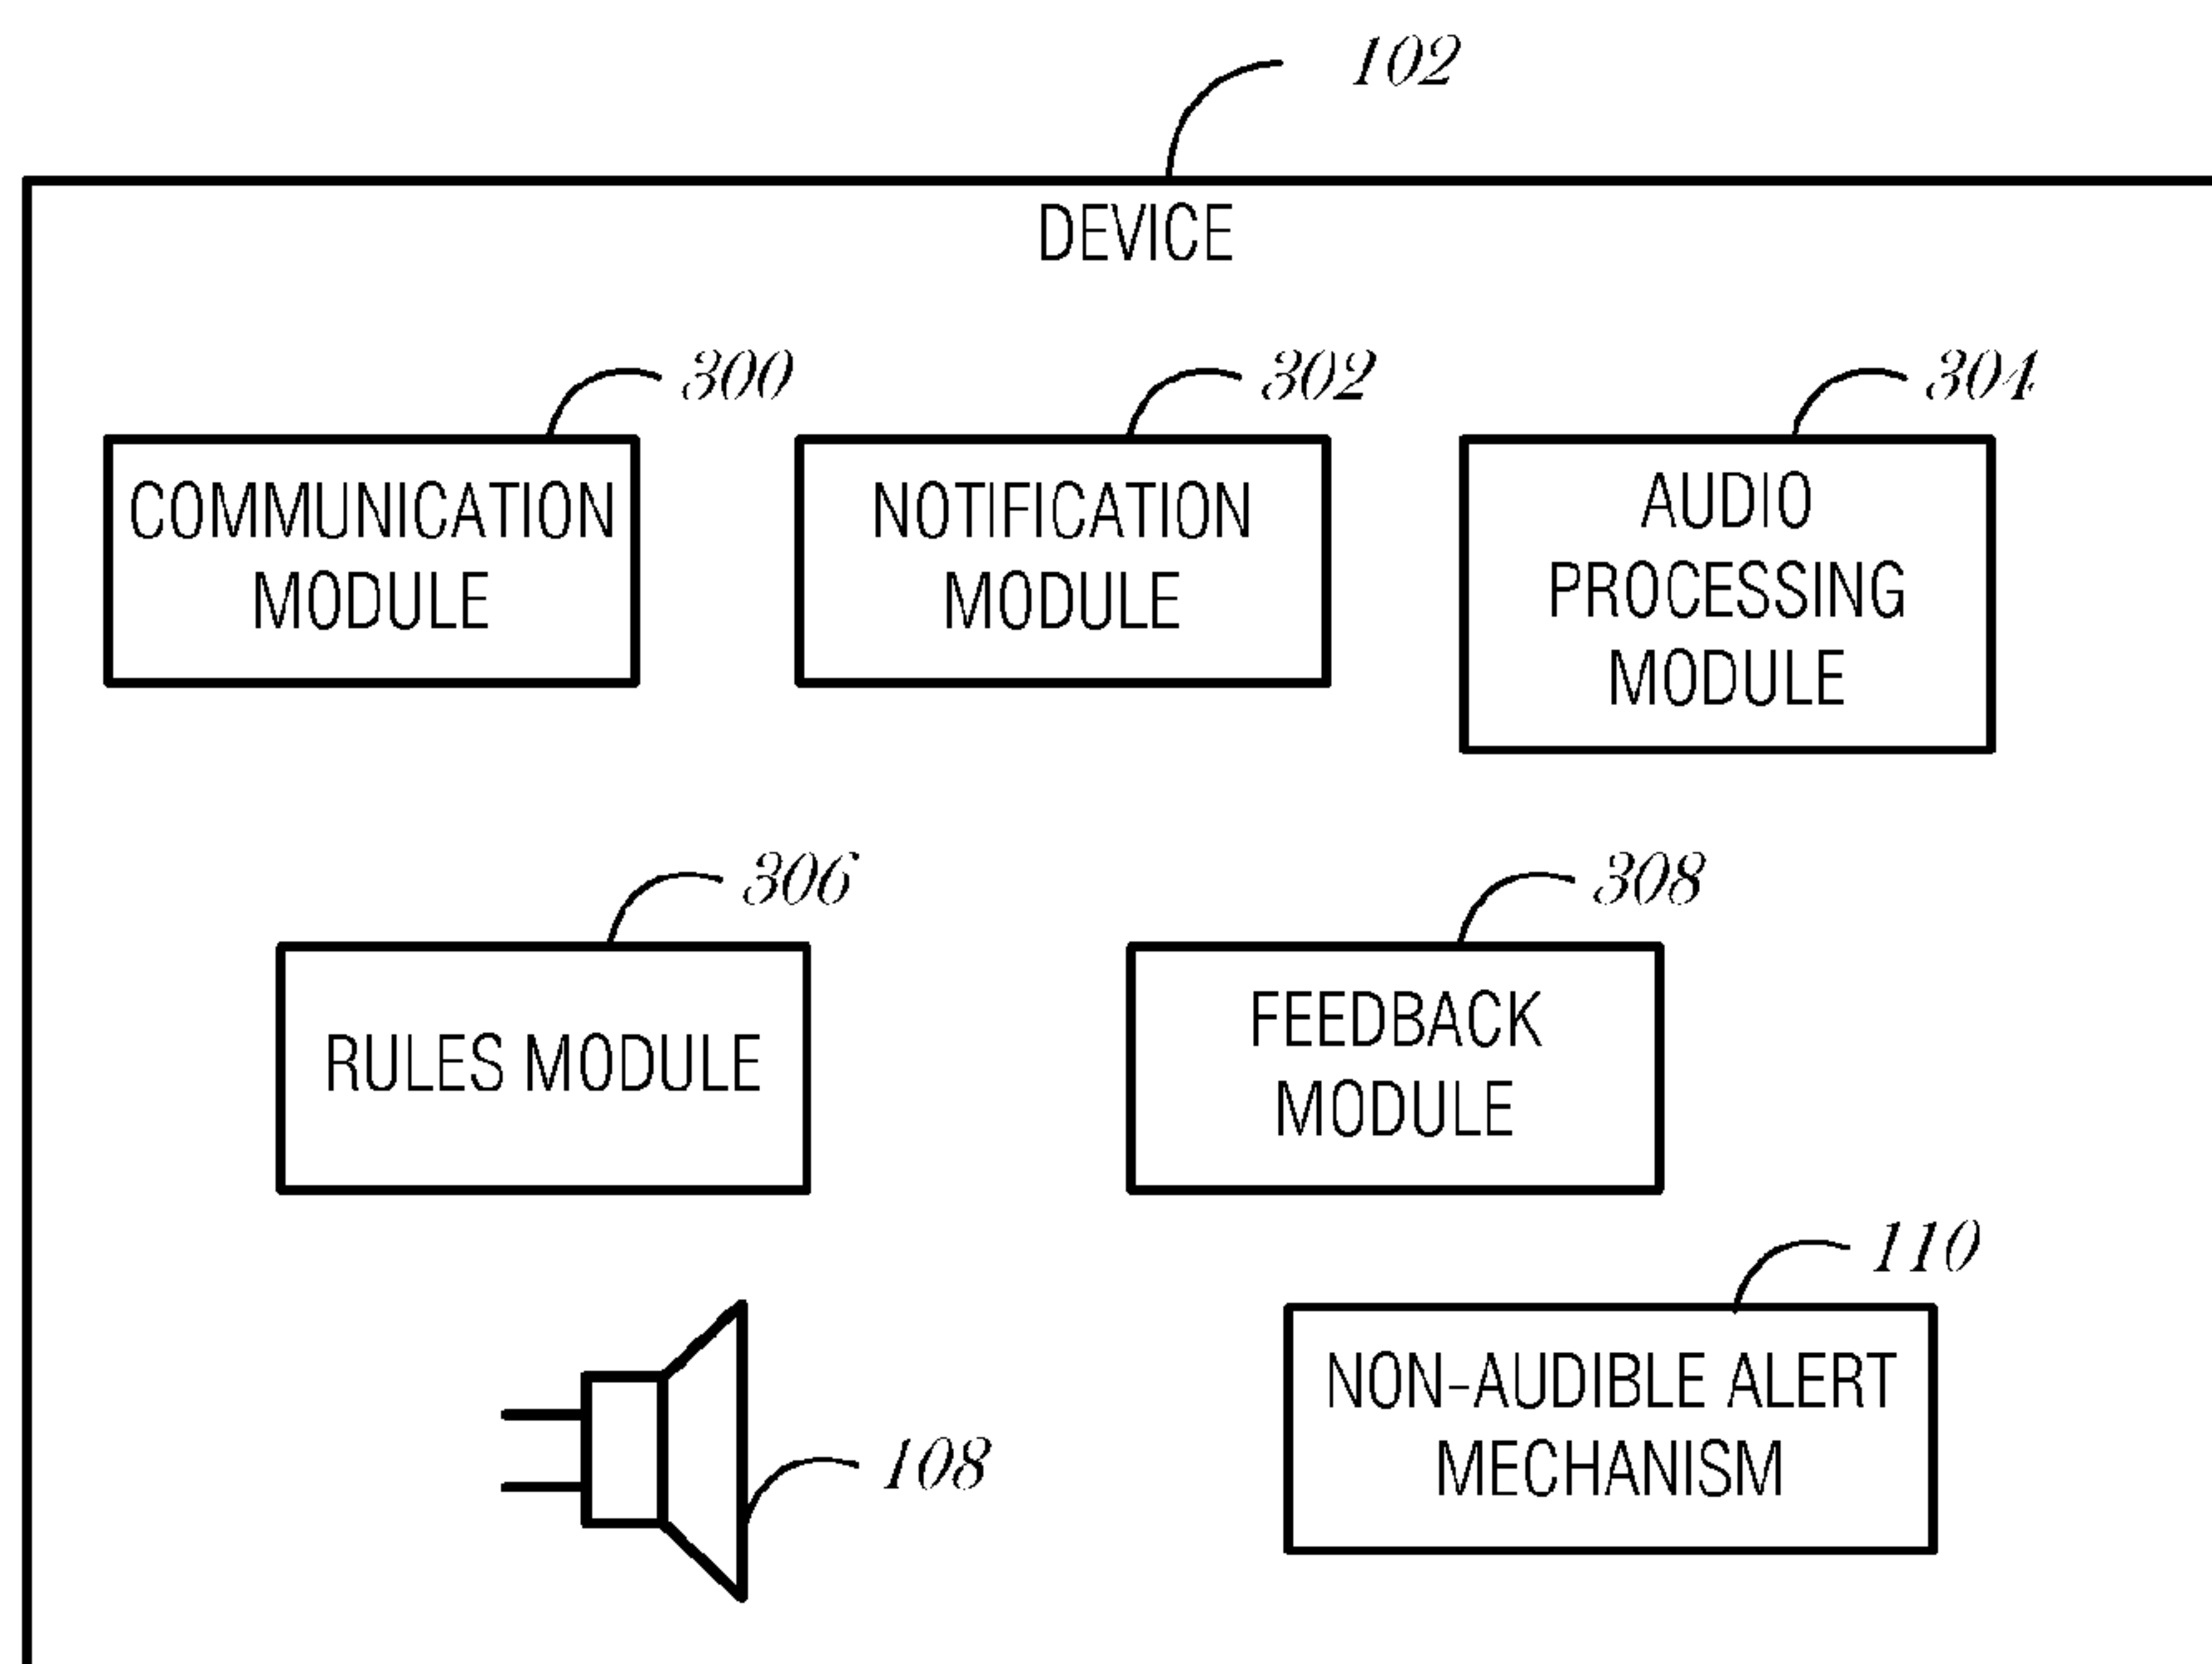 102
DEVICE
300
302
304
COMMUNICATION
MODULE
NOTIFICATION
MODULE
AUDIO
PROCESSING
MODULE
306
308
RULES MODULE
FEEDBACK
MODULE
110
NON-AUDIBLE ALERT
MECHANISM
108